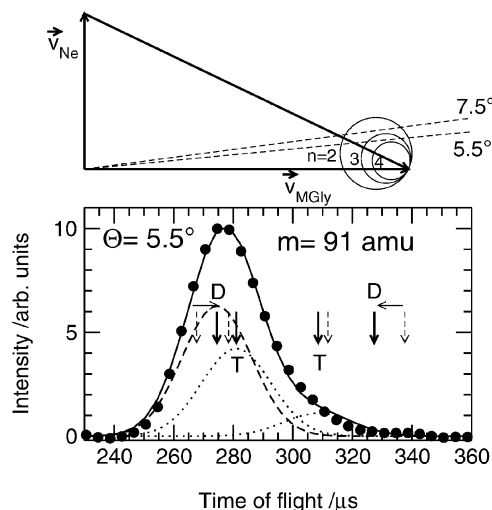 v_Ne
7.5°
5.5°
n=2 3 4
v_MGly
Θ = 5.5° m= 91 amu
D D
T T
Intensity /arb. units
10
5
0
240 260 280 300 320 340 360
Time of flight /μs